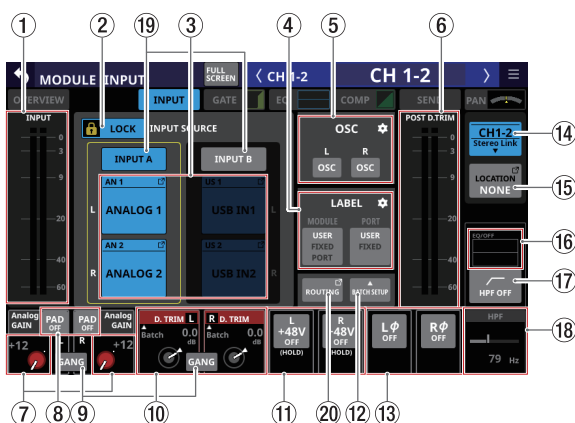 ① ② ⑲ ③ ④ ⑤ ⑥
MODULE INPUT FULL SCREEN CH 1-2 CH 1-2
OVERVIEW INPUT GATE EQ COMP SEND PAN
INPUT
LOCK INPUT SOURCE
OSC
POST D.TRIM
0
3
9
20
40
60
INPUT A INPUT B
L R
OSC OSC
0
3
9
20
40
60
CH1-2
Stereo Link
⑭
LOCATION
NONE
⑮
AN 1 US 1
L ANALOG 1 USB IN1 L
AN 2 US 2
R ANALOG 2 USB IN2 R
LABEL
MODULE PORT
USER USER
FIXED FIXED
PORT
EQ/OFF
⑯
ROUTING BATCH SETUP
HPF OFF
⑰
Analog GAIN
+12
PAD OFF
PAD OFF
Analog GAIN
+12
L R
GANG
D. TRIM L
Batch 0.0 dB
R D. TRIM
Batch 0.0 dB
GANG
L
+48V
OFF
(HOLD)
R
+48V
OFF
(HOLD)
Lφ
OFF
Rφ
OFF
HPF
79 Hz
⑱
⑦ ⑧ ⑨ ⑩ ⑪ ⑳ ⑫ ⑬